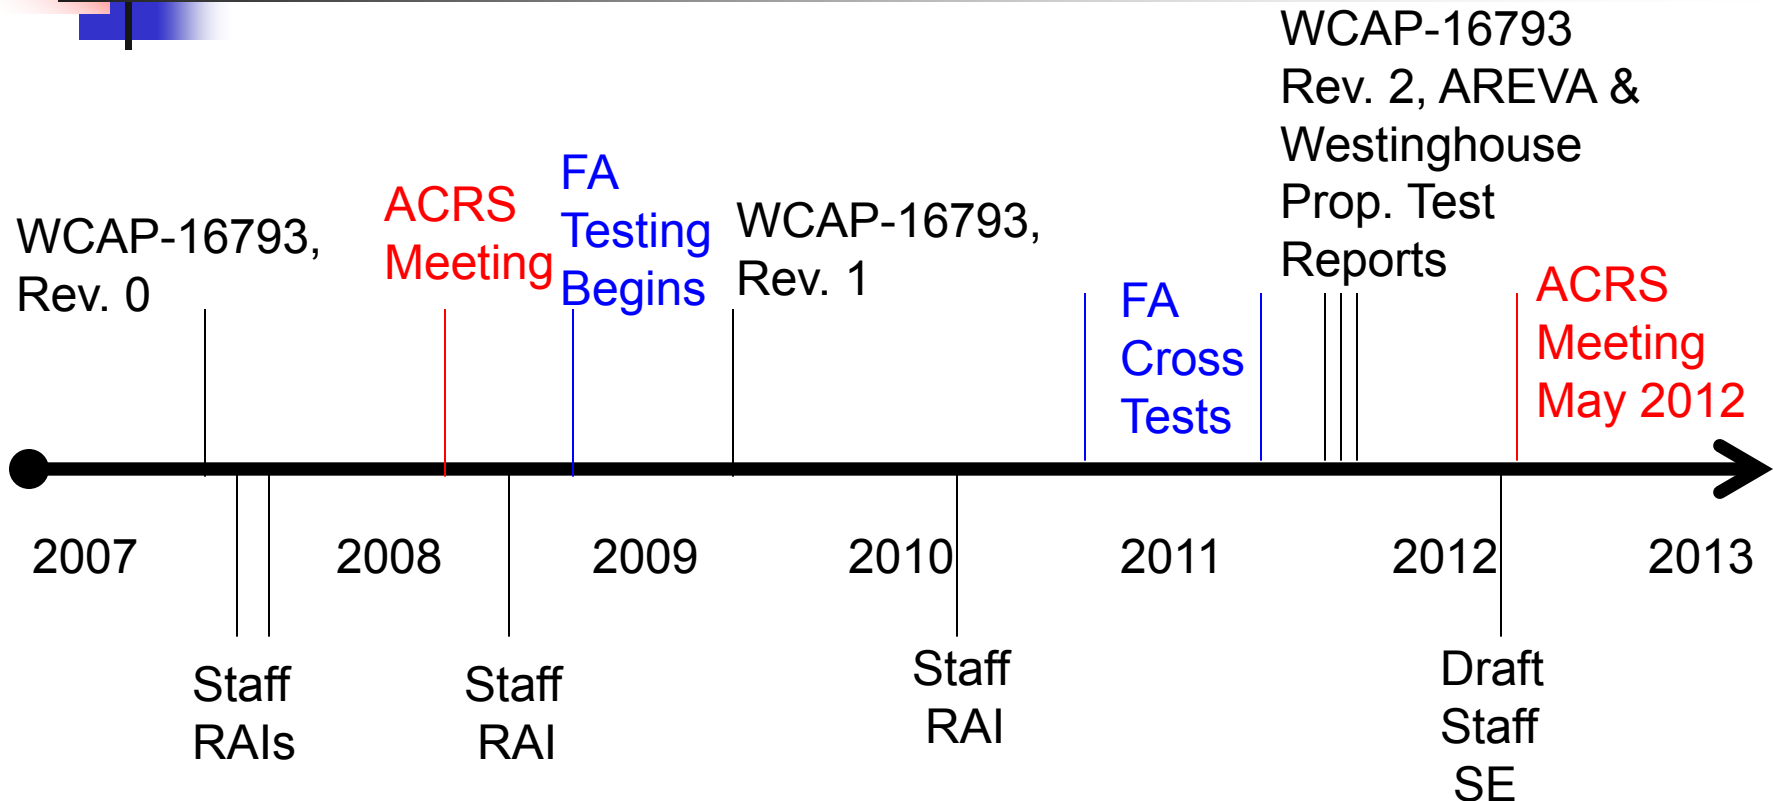 WCAP-16793
Rev. 2, AREVA &
Westinghouse
Prop. Test
Reports
WCAP-16793,
Rev. 0
ACRS
Meeting
FA
Testing
Begins
WCAP-16793,
Rev. 1
FA
Cross
Tests
ACRS
Meeting
May 2012
2007 2008 2009 2010 2011 2012 2013
Staff
RAIs
Staff
RAI
Staff
RAI
Draft
Staff
SE